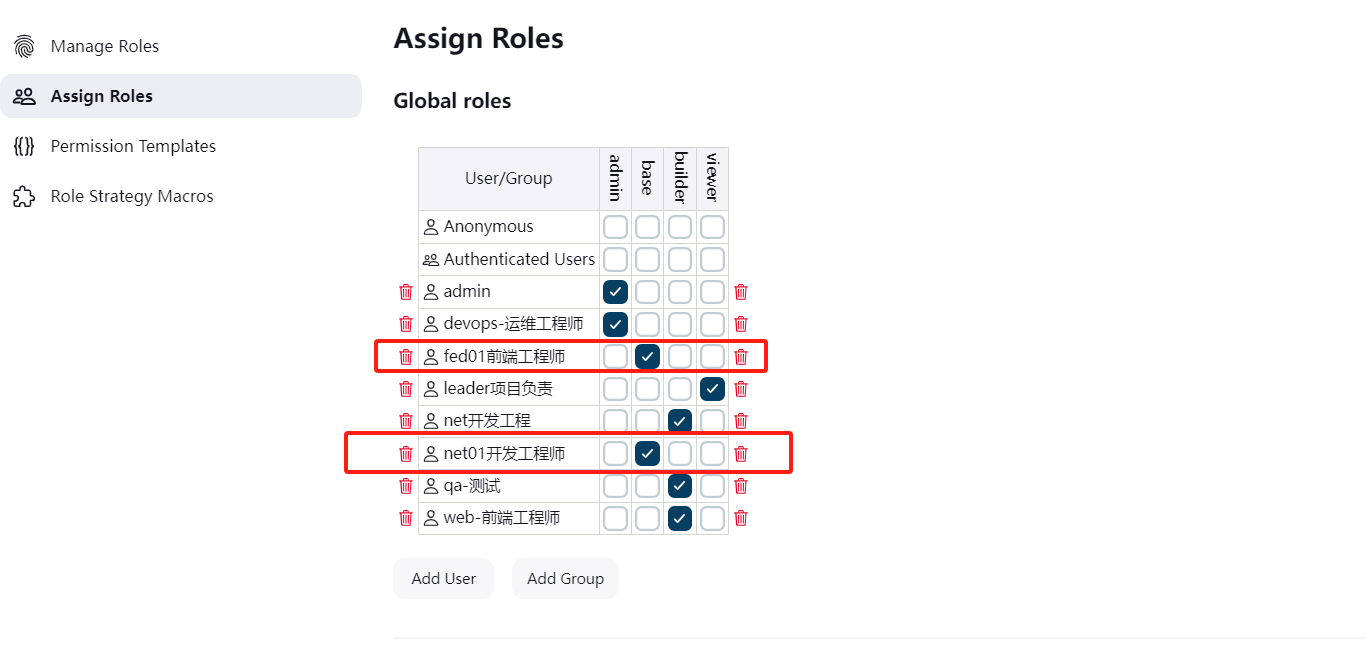 Manage Roles
Assign Roles
Permission Templates
Role Strategy Macros
Assign Roles
Global roles
User/Group admin base builder viewer
Anonymous
Authenticated Users
admin
devops-运维工程师
fed01前端工程师
leader项目负责
net开发工程
net01开发工程师
qa-测试
web-前端工程师
Add User Add Group